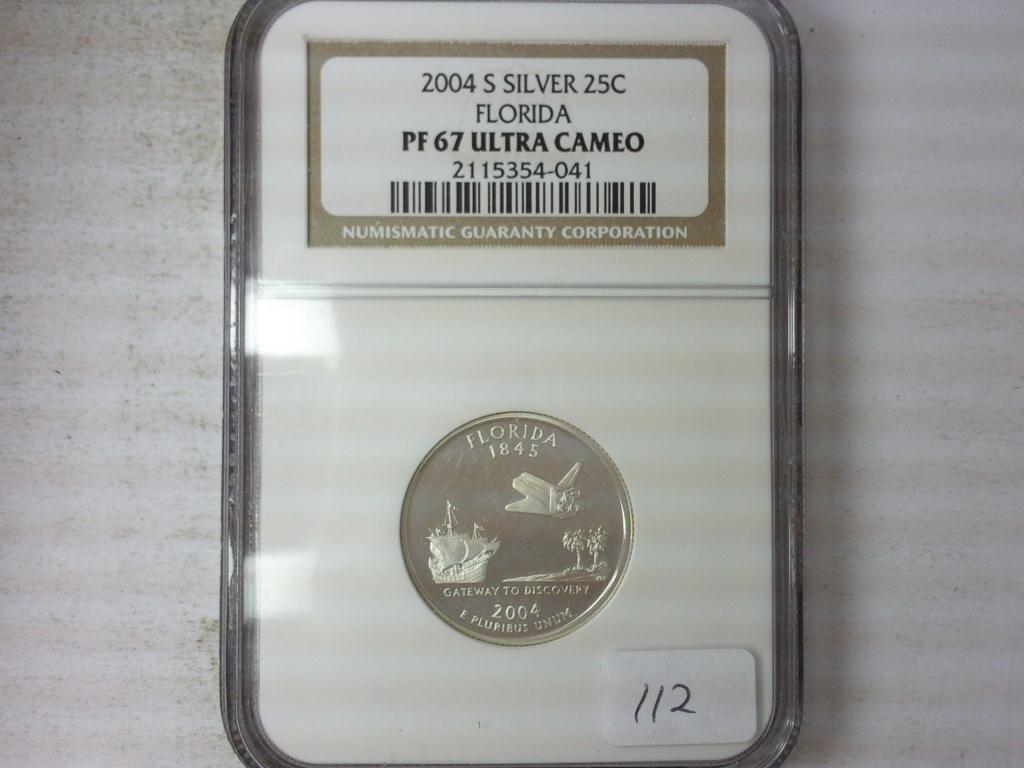 2004 S SILVER 25C
FLORIDA
PF 67 ULTRA CAMEO
2115354-041
NUMISMATIC GUARANTY CORPORATION
FLORIDA
1845
GATEWAY TO DISCOVERY
2004
E PLURIBUS UNUM
112